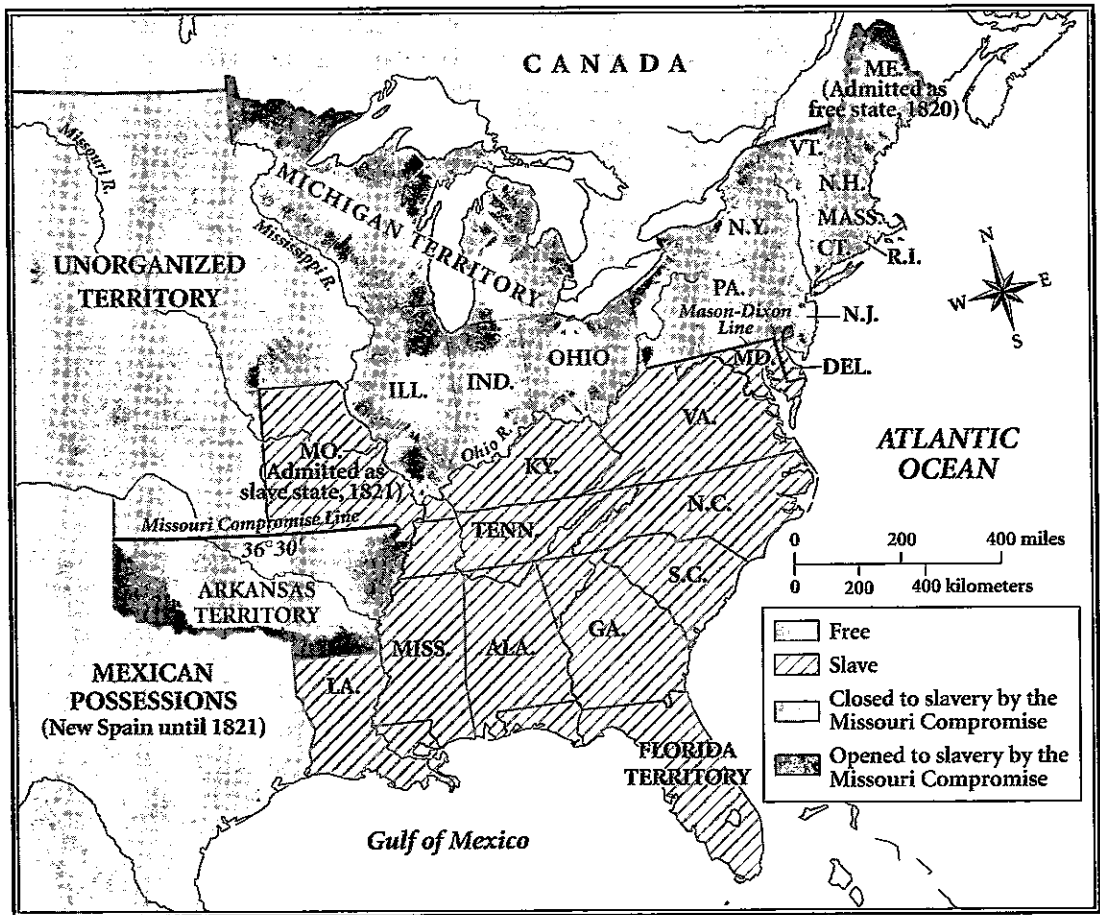 CANADA
ME.
(Admitted as
free state, 1820)
Missouri R.
VT.
N.H.
MICHIGAN TERRITORY
MASS.
N.Y.
CT.
R.I.
Mississippi R.
UNORGANIZED
TERRITORY
PA.
Mason-Dixon
Line
N.J.
N
E
W
S
OHIO
MD.
DEL.
ILL.
IND.
VA.
Ohio R.
ATLANTIC
OCEAN
MO.
(Admitted as
slave state, 1821)
KY.
N.C.
Missouri Compromise Line
36°30'
TENN.
0 200 400 miles
0 200 400 kilometers
S.C.
ARKANSAS
TERRITORY
MISS.
ALA.
GA.
MEXICAN
POSSESSIONS
(New Spain until 1821)
LA.
FLORIDA
TERRITORY
Gulf of Mexico
Free
Slave
Closed to slavery by the
Missouri Compromise
Opened to slavery by the
Missouri Compromise